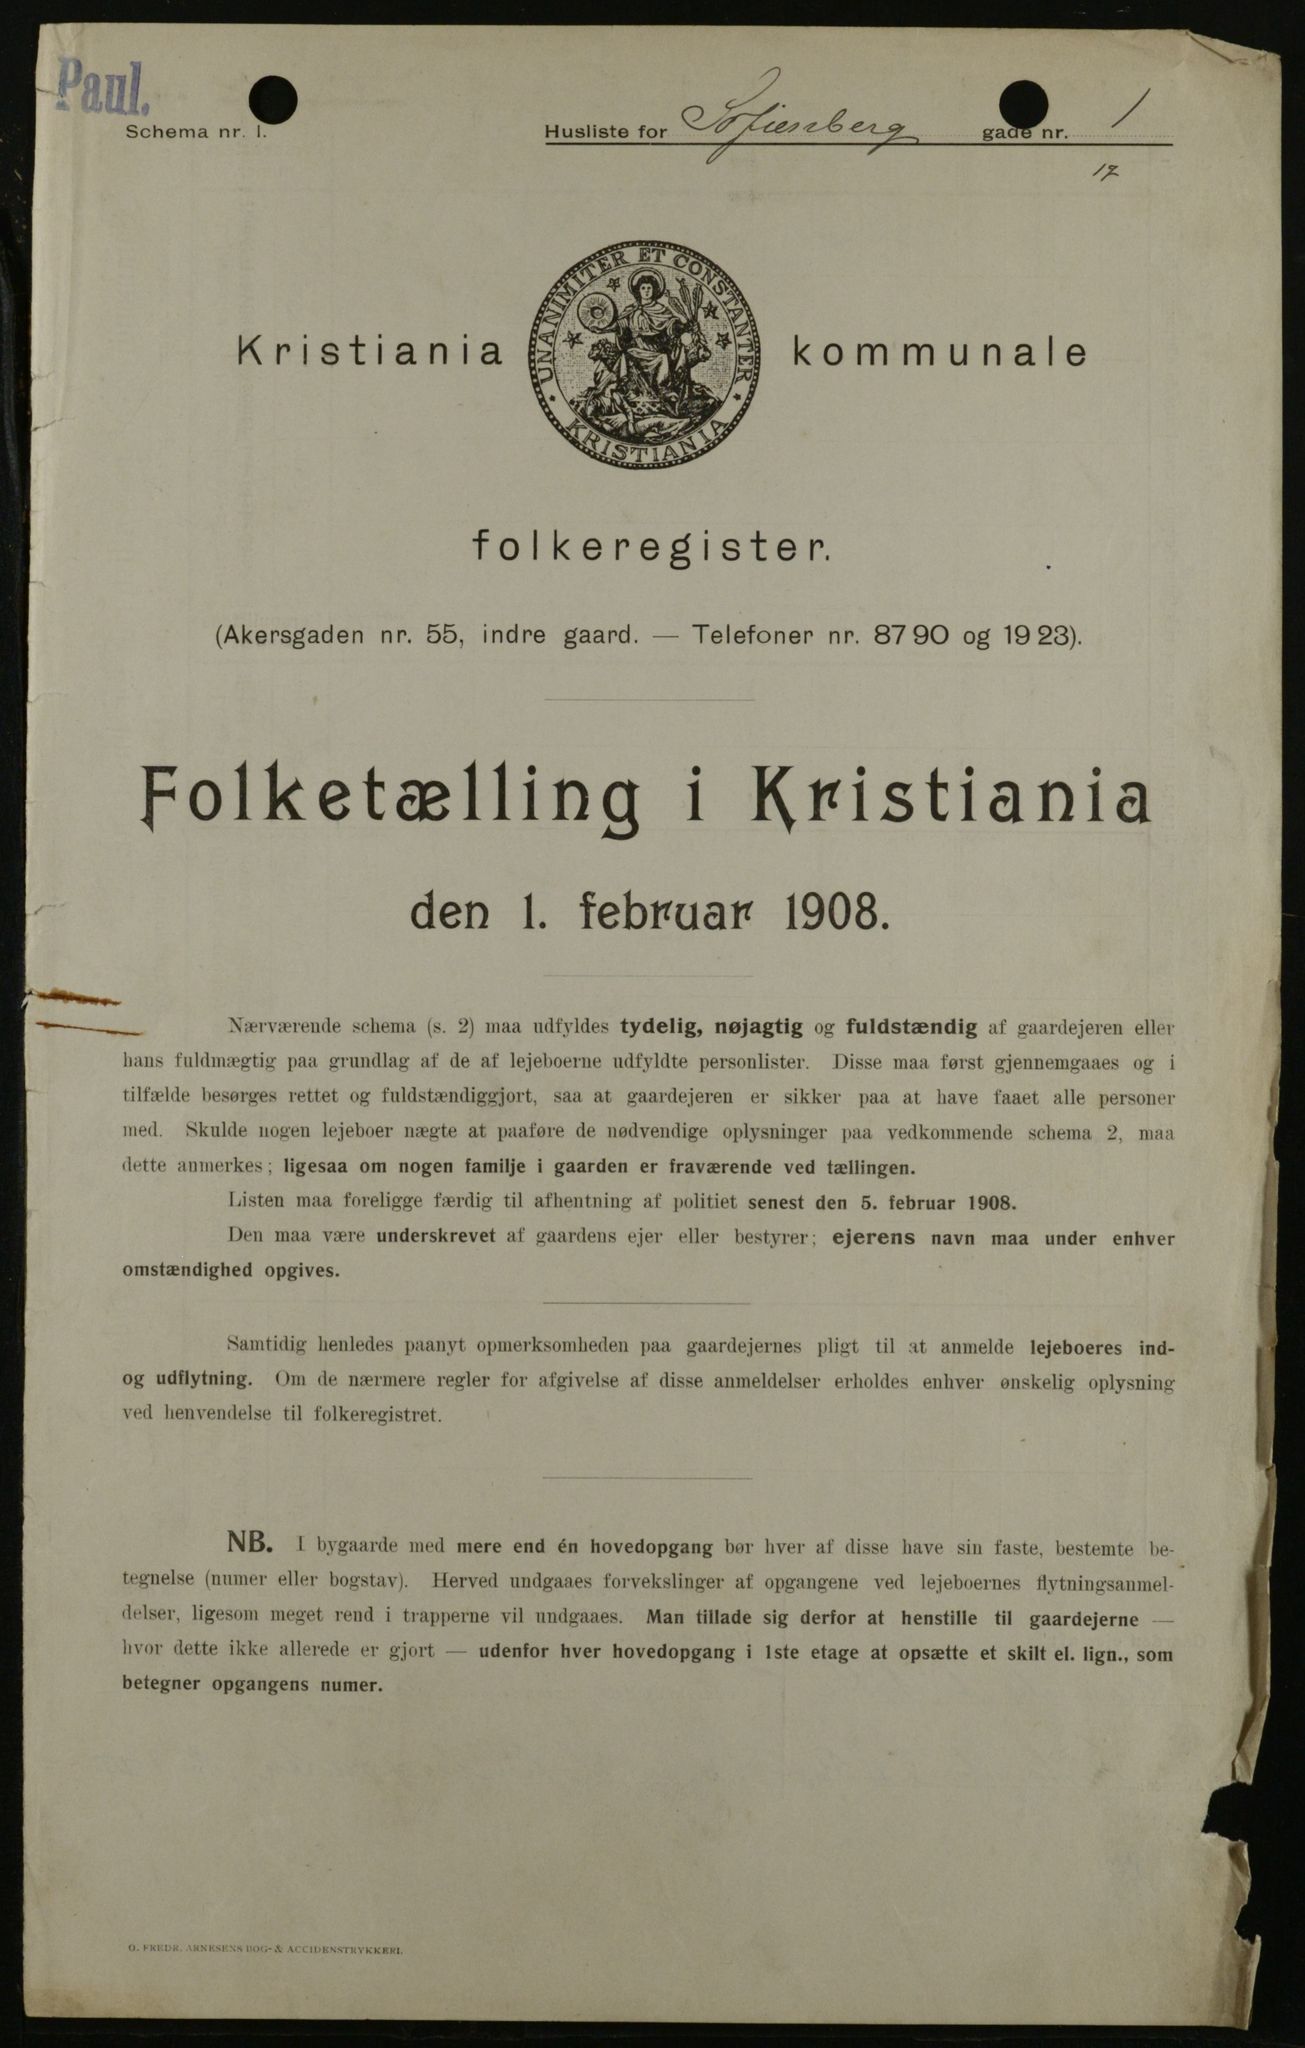 Paul.
Schema nr. 1.
Husliste for Sofienberg gade nr. 1
17
UNANIMITER ET CONSTANTER
KRISTIANIA
Kristiania kommunale
folkeregister.
(Akersgaden nr. 55, indre gaard. — Telefoner nr. 87 90 og 19 23).
Folketælling i Kristiania
den 1. februar 1908.
Nærværende schema (s. 2) maa udfyldes tydelig, nøjagtig og fuldstændig af gaardejeren eller
hans fuldmægtig paa grundlag af de af lejeboerne udfyldte personlister. Disse maa først gjennemgaaes og i
tilfælde besørges rettet og fuldstændiggjort, saa at gaardejeren er sikker paa at have faaet alle personer
med. Skulde nogen lejeboer nægte at paaføre de nødvendige oplysninger paa vedkommende schema 2, maa
dette anmerkes; ligesaa om nogen familje i gaarden er fraværende ved tællingen.
Listen maa foreligge færdig til afhentning af politiet senest den 5. februar 1908.
Den maa være underskrevet af gaardens ejer eller bestyrer; ejerens navn maa under enhver
omstændighed opgives.
Samtidig henledes paanyt opmerksomheden paa gaardejernes pligt til at anmelde lejeboeres ind-
og udflytning. Om de nærmere regler for afgivelse af disse anmeldelser erholdes enhver ønskelig oplysning
ved henvendelse til folkeregistret.
NB. I bygaarde med mere end én hovedopgang bør hver af disse have sin faste, bestemte be-
tegnelse (numer eller bogstav). Herved undgaaes forvekslinger af opgangene ved lejeboernes flytningsanmel-
delser, ligesom meget rend i trapperne vil undgaaes. Man tillade sig derfor at henstille til gaardejerne —
hvor dette ikke allerede er gjort — udenfor hver hovedopgang i 1ste etage at opsætte et skilt el. lign., som
betegner opgangens numer.
O. FREDR. ARNESENS BOG- & ACCIDENSTRYKKERI.